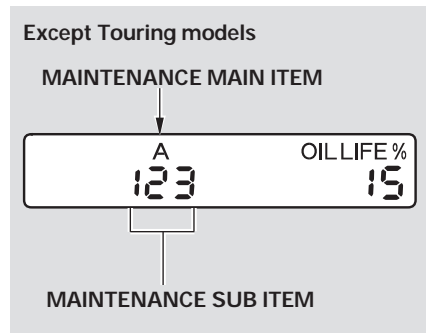 Except Touring models
MAINTENANCE MAIN ITEM
A OIL LIFE %
123 15
MAINTENANCE SUB ITEM